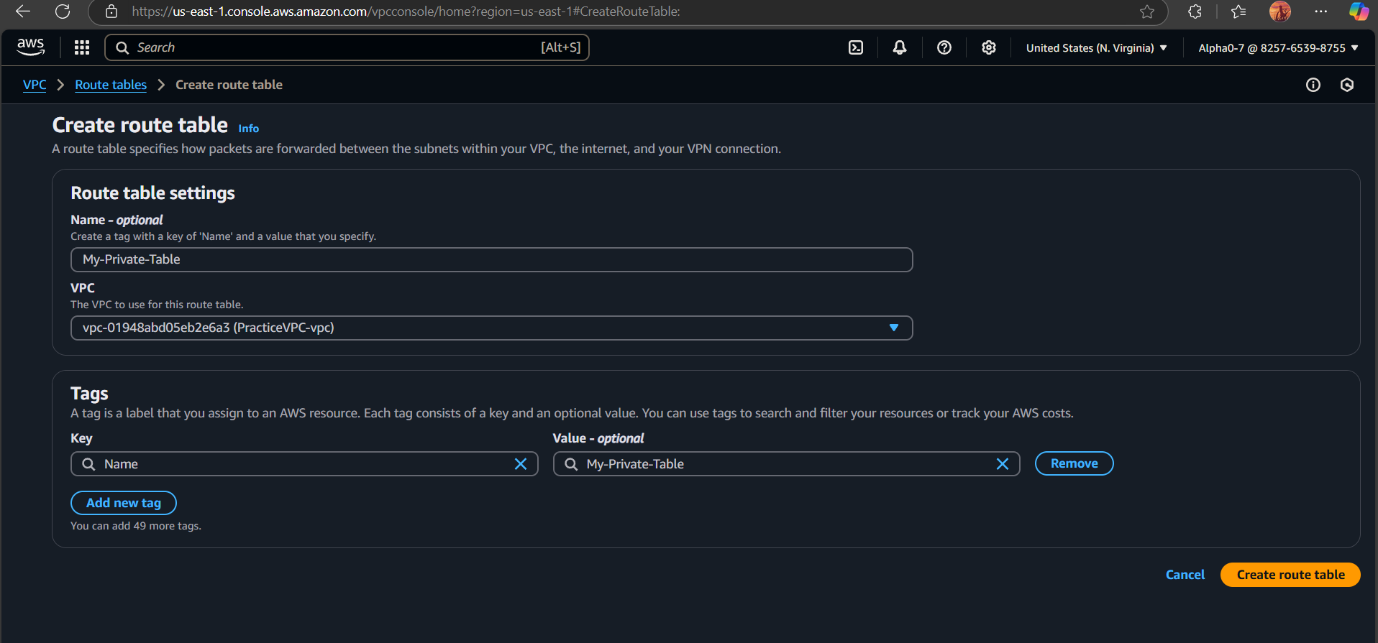 https://us-east-1.console.aws.amazon.com/vpcconsole/home?region=us-east-1#CreateRouteTable:
aws Search [Alt+S] United States (N. Virginia) Alpha0-7 @ 8257-6539-8755
VPC > Route tables > Create route table
Create route table Info
A route table specifies how packets are forwarded between the subnets within your VPC, the internet, and your VPN connection.
Route table settings
Name - optional
Create a tag with a key of 'Name' and a value that you specify.
My-Private-Table
VPC
The VPC to use for this route table.
vpc-01948abd05eb2e6a3 (PracticeVPC-vpc)
Tags
A tag is a label that you assign to an AWS resource. Each tag consists of a key and an optional value. You can use tags to search and filter your resources or track your AWS costs.
Key Value - optional
Name My-Private-Table Remove
Add new tag
You can add 49 more tags.
Cancel Create route table